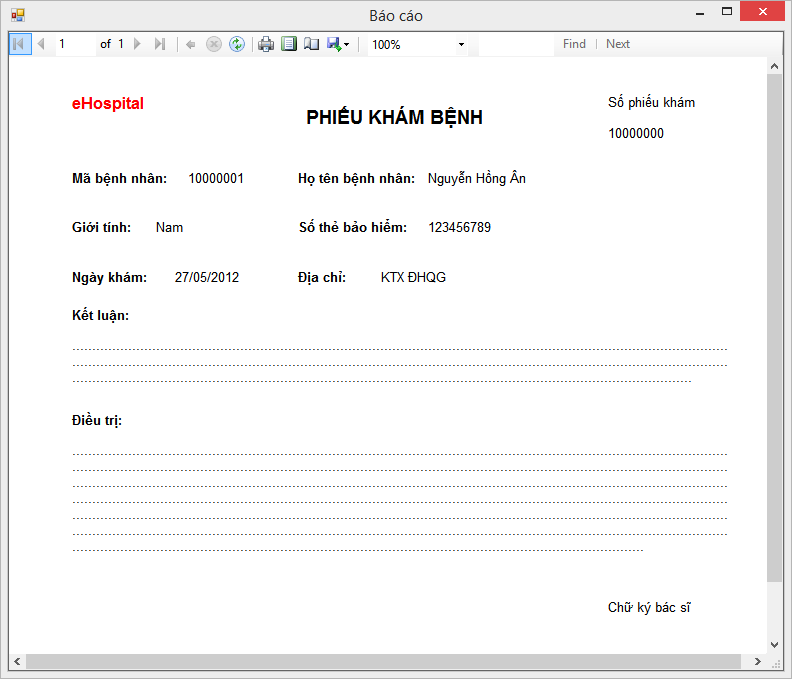 Báo cáo
1 of 1 100% Find Next
eHospital
PHIẾU KHÁM BỆNH
Số phiếu khám
10000000
Mã bệnh nhân: 10000001 Họ tên bệnh nhân: Nguyễn Hồng Ân
Giới tính: Nam Số thẻ bảo hiểm: 123456789
Ngày khám: 27/05/2012 Địa chỉ: KTX ĐHQG
Kết luận:
Điều trị:
Chữ ký bác sĩ